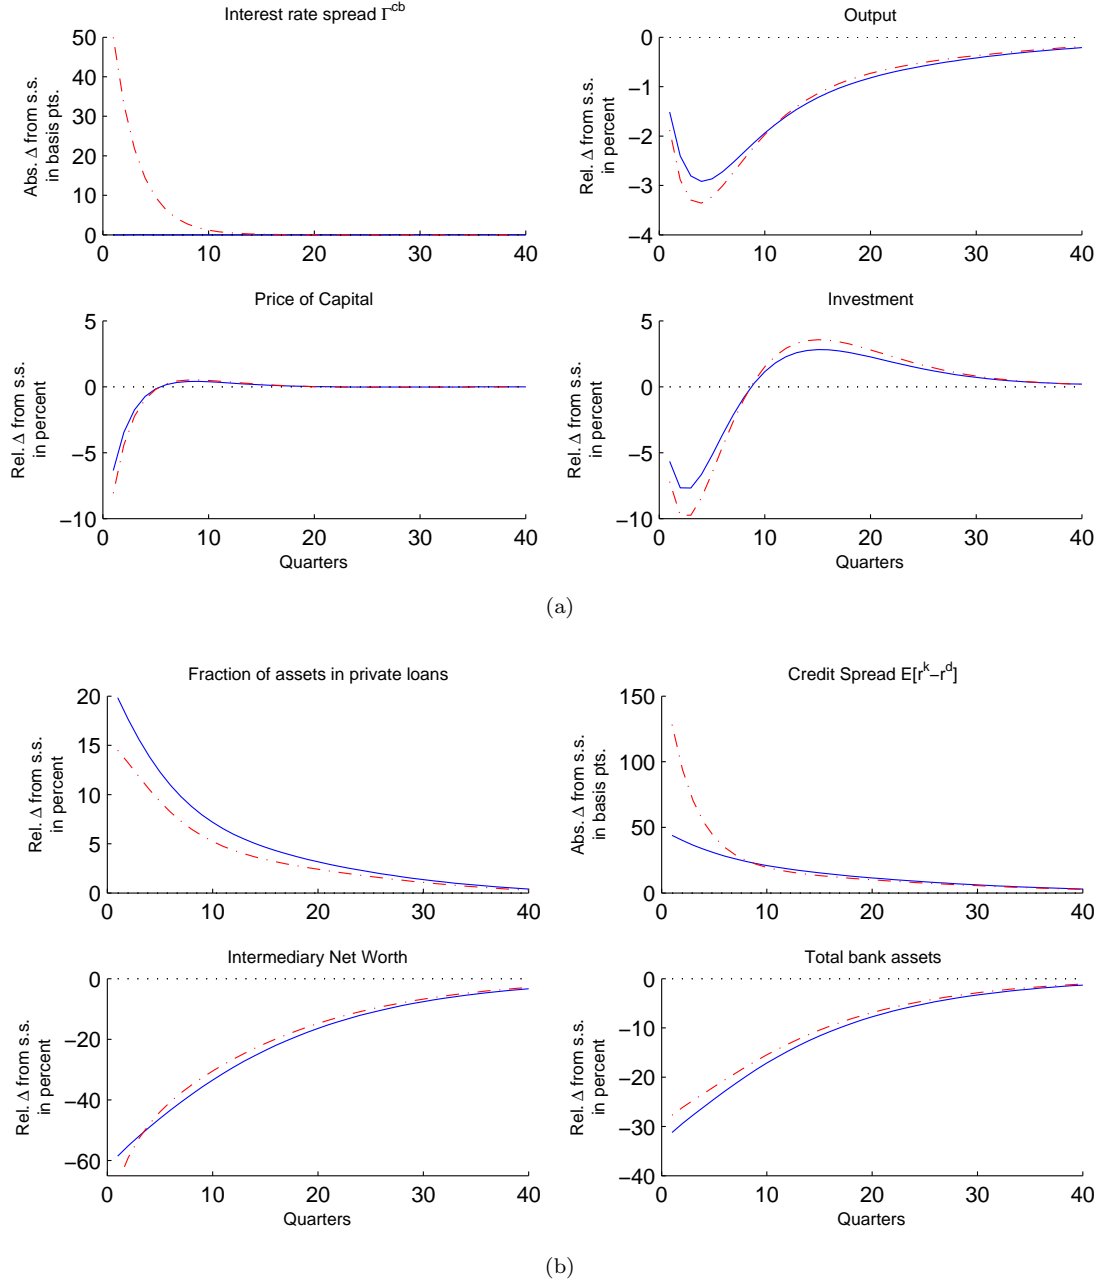 Interest rate spread Γ^cb
Abs. Δ from s.s.
in basis pts.
50
40
30
20
10
0
0
10
20
30
40
Output
Rel. Δ from s.s.
in percent
0
−1
−2
−3
−4
0
10
20
30
40
Price of Capital
Rel. Δ from s.s.
in percent
5
0
−5
−10
0
10
20
30
40
Quarters
Investment
Rel. Δ from s.s.
in percent
5
0
−5
−10
0
10
20
30
40
Quarters
(a)
Fraction of assets in private loans
Rel. Δ from s.s.
in percent
20
15
10
5
0
0
10
20
30
40
Credit Spread E[r^k−r^d]
Abs. Δ from s.s.
in basis pts.
150
100
50
0
0
10
20
30
40
Intermediary Net Worth
Rel. Δ from s.s.
in percent
0
−20
−40
−60
0
10
20
30
40
Quarters
Total bank assets
Rel. Δ from s.s.
in percent
0
−10
−20
−30
−40
0
10
20
30
40
Quarters
(b)